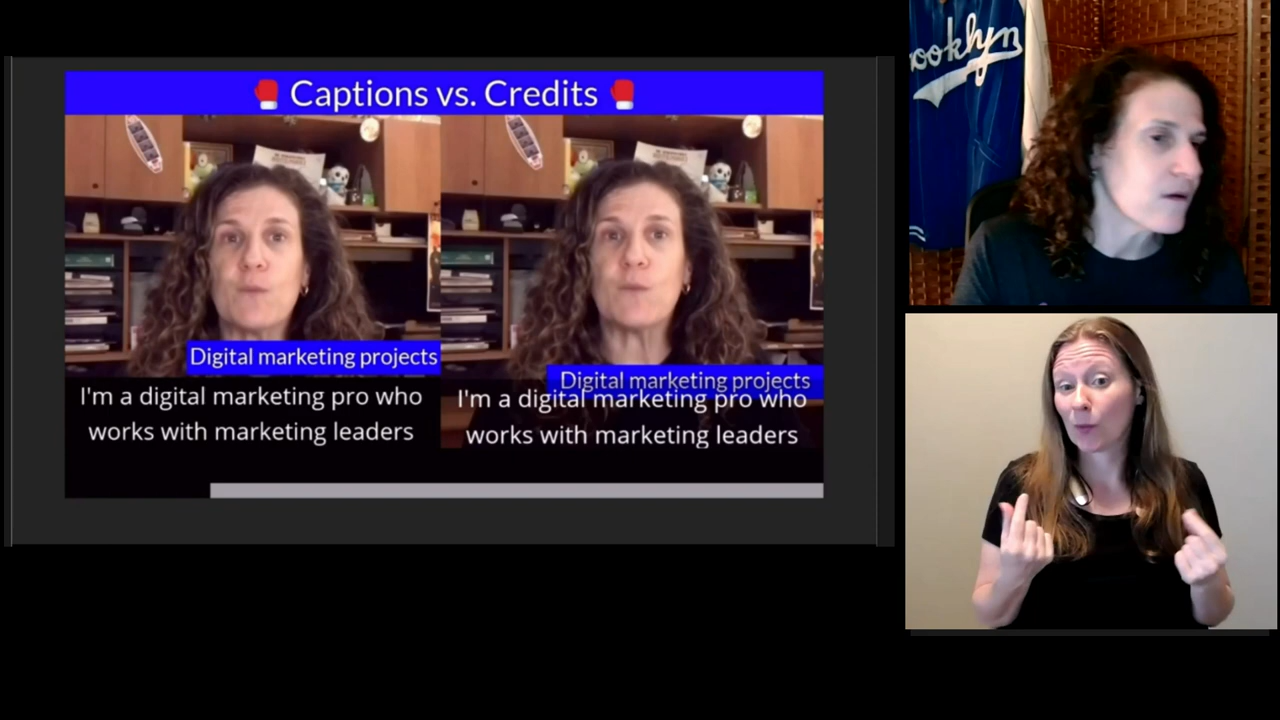 Captions vs. Credits
Digital marketing projects
I'm a digital marketing pro who
works with marketing leaders
Digital marketing projects
I'm a digital marketing pro who
works with marketing leaders
ooklyn